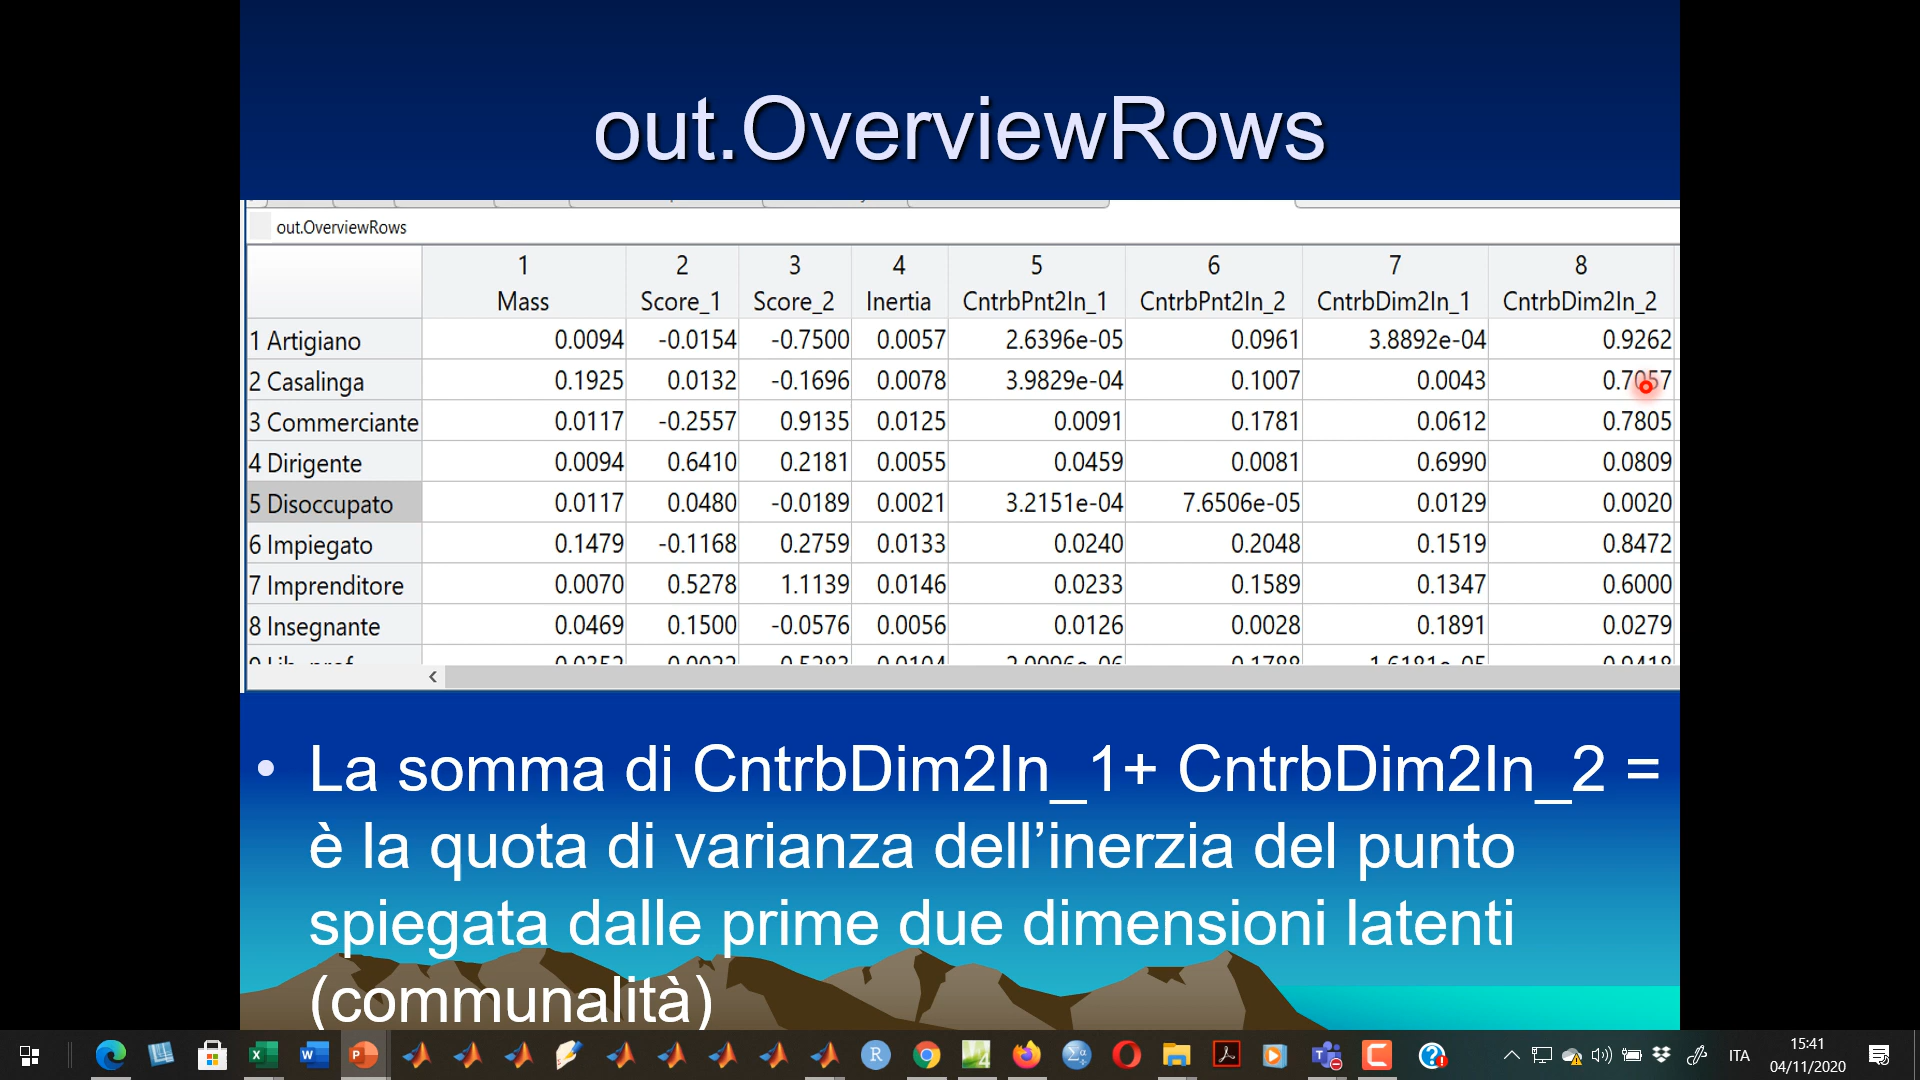 out.OverviewRows
out.OverviewRows
1 2 3 4 5 6 7 8
Mass Score_1 Score_2 Inertia CntrbPnt2In_1 CntrbPnt2In_2 CntrbDim2In_1 CntrbDim2In_2
1 Artigiano 0.0094 -0.0154 -0.7500 0.0057 2.6396e-05 0.0961 3.8892e-04 0.9262
2 Casalinga 0.1925 0.0132 -0.1696 0.0078 3.9829e-04 0.1007 0.0043 0.7057
3 Commerciante 0.0117 -0.2557 0.9135 0.0125 0.0091 0.1781 0.0612 0.7805
4 Dirigente 0.0094 0.6410 0.2181 0.0055 0.0459 0.0081 0.6990 0.0809
5 Disoccupato 0.0117 0.0480 -0.0189 0.0021 3.2151e-04 7.6506e-05 0.0129 0.0020
6 Impiegato 0.1479 -0.1168 0.2759 0.0133 0.0240 0.2048 0.1519 0.8472
7 Imprenditore 0.0070 0.5278 1.1139 0.0146 0.0233 0.1589 0.1347 0.6000
8 Insegnante 0.0469 0.1500 -0.0576 0.0056 0.0126 0.0028 0.1891 0.0279
• La somma di CntrbDim2In_1+ CntrbDim2In_2 =
è la quota di varianza dell’inerzia del punto
spiegata dalle prime due dimensioni latenti
(communalità)
ITA
15:41
04/11/2020